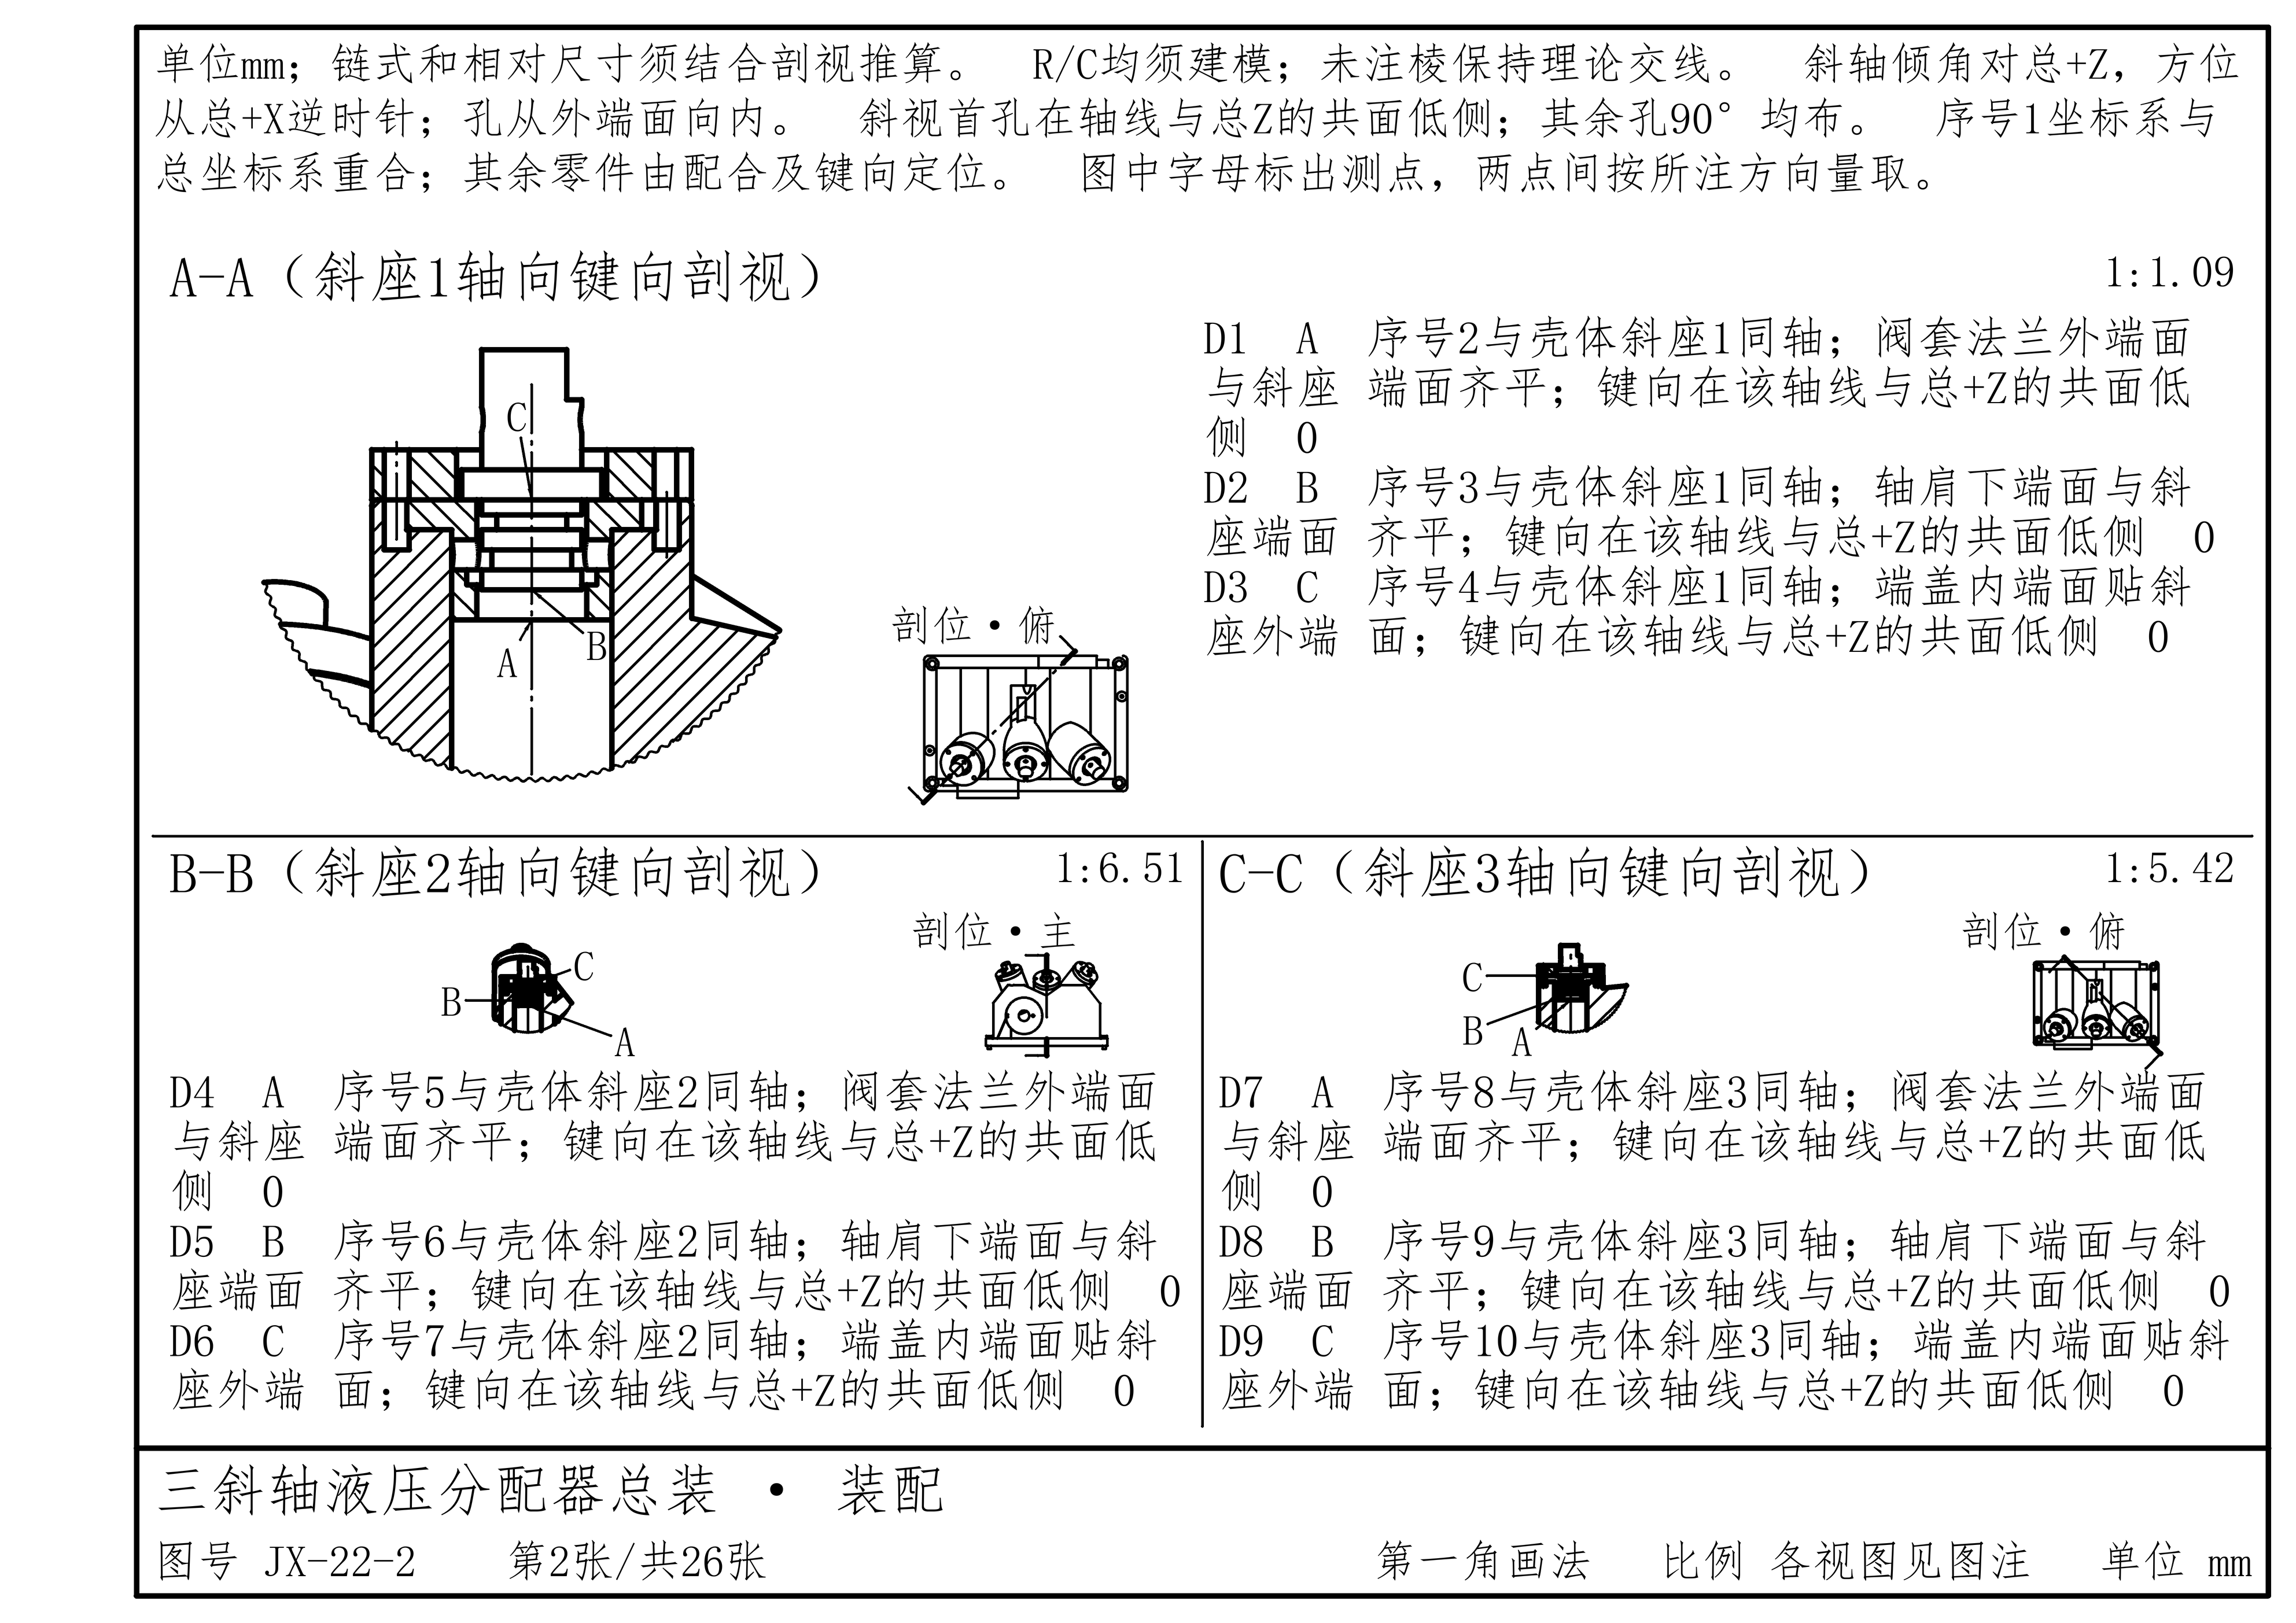 单位mm；链式和相对尺寸须结合剖视推算。 R/C均须建模；未注棱保持理论交线。 斜轴倾角对总+Z，方位
从总+X逆时针；孔从外端面向内。 斜视首孔在轴线与总Z的共面低侧；其余孔90°均布。 序号1坐标系与
总坐标系重合；其余零件由配合及键向定位。 图中字母标出测点，两点间按所注方向量取。
A-A（斜座1轴向键向剖视）
1:1.09
C
B
A
剖位·俯
D1 A 序号2与壳体斜座1同轴；阀套法兰外端面
与斜座 端面齐平；键向在该轴线与总+Z的共面低
侧 0
D2 B 序号3与壳体斜座1同轴；轴肩下端面与斜
座端面 齐平；键向在该轴线与总+Z的共面低侧 0
D3 C 序号4与壳体斜座1同轴；端盖内端面贴斜
座外端 面；键向在该轴线与总+Z的共面低侧 0
B-B（斜座2轴向键向剖视）
1:6.51
剖位·主
C
B
A
D4 A 序号5与壳体斜座2同轴；阀套法兰外端面
与斜座 端面齐平；键向在该轴线与总+Z的共面低
侧 0
D5 B 序号6与壳体斜座2同轴；轴肩下端面与斜
座端面 齐平；键向在该轴线与总+Z的共面低侧 0
D6 C 序号7与壳体斜座2同轴；端盖内端面贴斜
座外端 面；键向在该轴线与总+Z的共面低侧 0
C-C（斜座3轴向键向剖视）
1:5.42
剖位·俯
C
B
A
D7 A 序号8与壳体斜座3同轴；阀套法兰外端面
与斜座 端面齐平；键向在该轴线与总+Z的共面低
侧 0
D8 B 序号9与壳体斜座3同轴；轴肩下端面与斜
座端面 齐平；键向在该轴线与总+Z的共面低侧 0
D9 C 序号10与壳体斜座3同轴；端盖内端面贴斜
座外端 面；键向在该轴线与总+Z的共面低侧 0
三斜轴液压分配器总装 · 装配
图号 JX-22-2 第2张/共26张 第一角画法 比例 各视图见图注 单位 mm